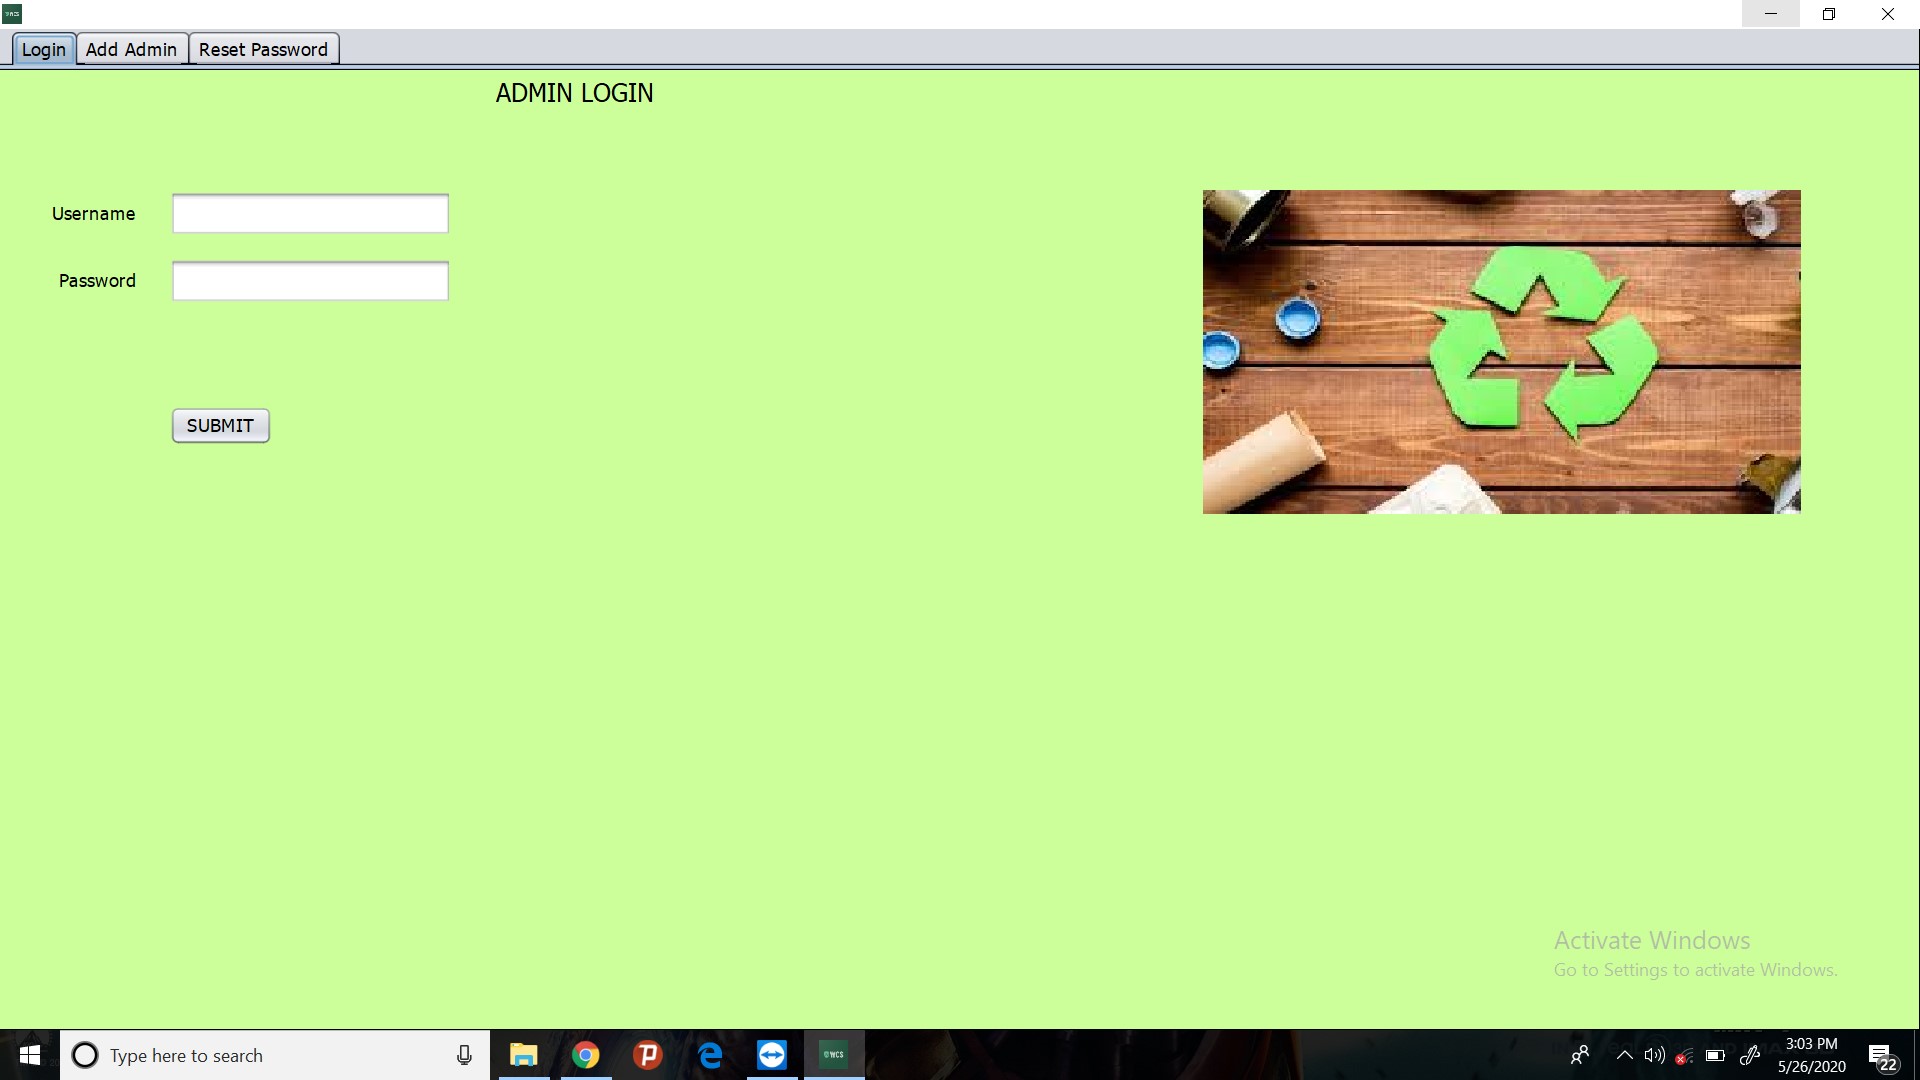 Login Add Admin Reset Password
ADMIN LOGIN
Username
Password
SUBMIT
Activate Windows
Go to Settings to activate Windows.
Type here to search
WCS
3:03 PM
5/26/2020
22